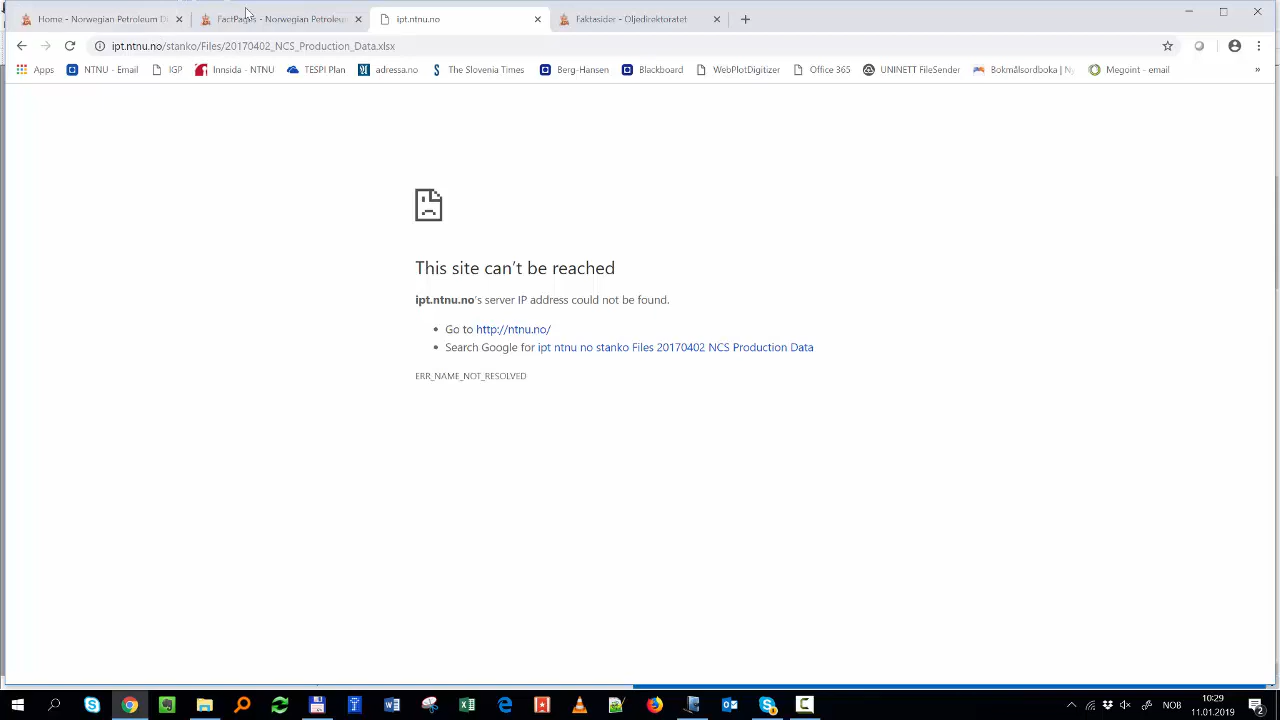 Home - Norwegian Petroleum Di
FactPages - Norwegian Petroleum
ipt.ntnu.no
Faktasider - Oljedirektoratet
ipt.ntnu.no/stanko/Files/20170402_NCS_Production_Data.xlsx
Apps
NTNU - Email
IGP
Innsida - NTNU
TESPI Plan
adressa.no
The Slovenia Times
Berg-Hansen
Blackboard
WebPlotDigitizer
Office 365
UNINETT FileSender
Bokmålsordboka | Ny
Megoint - email
»
This site can't be reached
ipt.ntnu.no's server IP address could not be found.
• Go to http://ntnu.no/
• Search Google for ipt ntnu no stanko Files 20170402 NCS Production Data
ERR_NAME_NOT_RESOLVED
NOB
10:29
11.01.2019
2